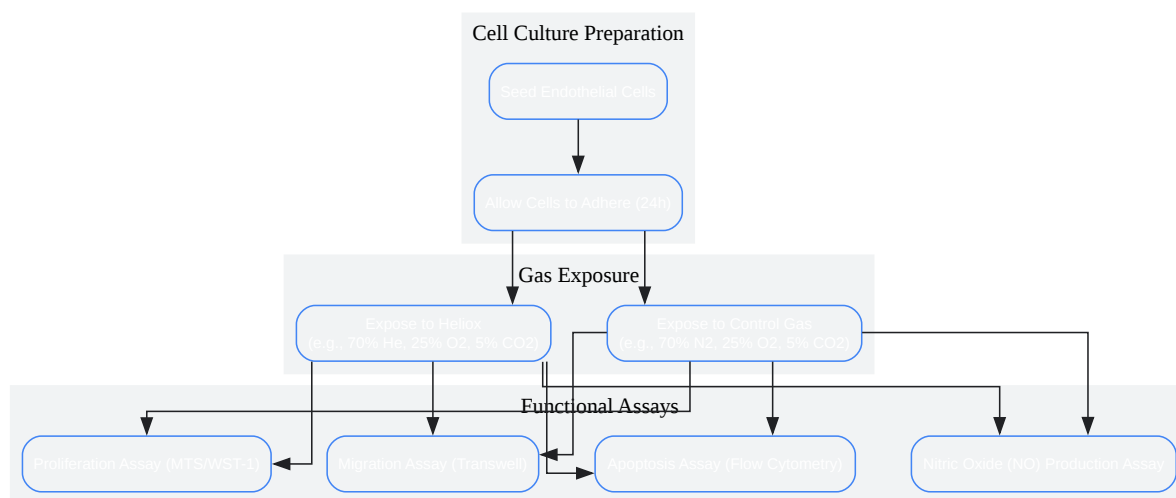 Cell Culture Preparation
Seed Endothelial Cells
Allow Cells to Adhere (24h)
Gas Exposure
Expose to Heliox
(e.g., 70% He, 25% O2, 5% CO2)
Expose to Control Gas
(e.g., 70% N2, 25% O2, 5% CO2)
Functional Assays
Proliferation Assay (MTS/WST-1)
Migration Assay (Transwell)
Apoptosis Assay (Flow Cytometry)
Nitric Oxide (NO) Production Assay